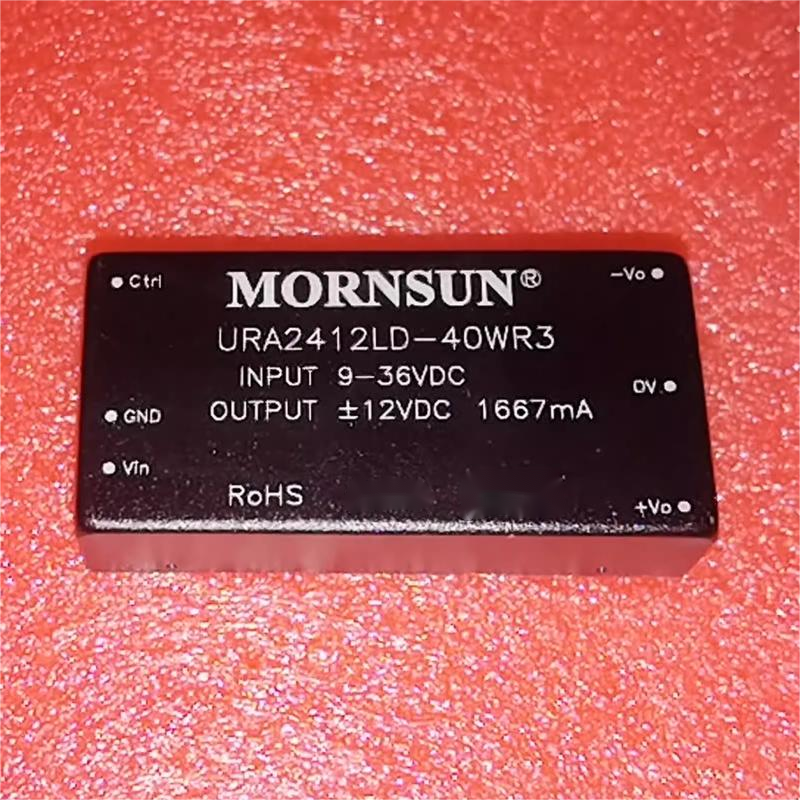 Ctrl
MORNSUN®
-Vo
URA2412LD-40WR3
INPUT 9-36VDC
0V
OUTPUT ±12VDC 1667mA
GND
Vin
RoHS
+Vo